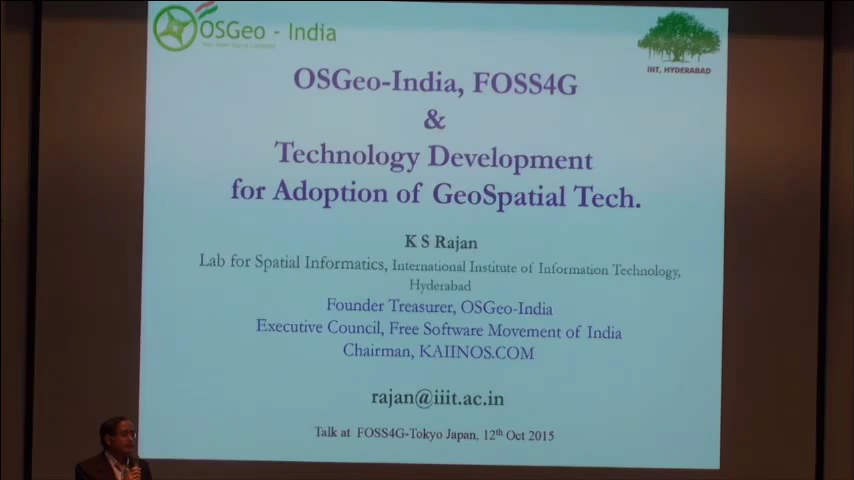 OSGeo - India
IIIT, HYDERABAD
OSGeo-India, FOSS4G
&
Technology Development
for Adoption of GeoSpatial Tech.
K S Rajan
Lab for Spatial Informatics, International Institute of Information Technology,
Hyderabad
Founder Treasurer, OSGeo-India
Executive Council, Free Software Movement of India
Chairman, KAIINOS.COM
rajan@iiit.ac.in
Talk at FOSS4G-Tokyo Japan, 12th Oct 2015